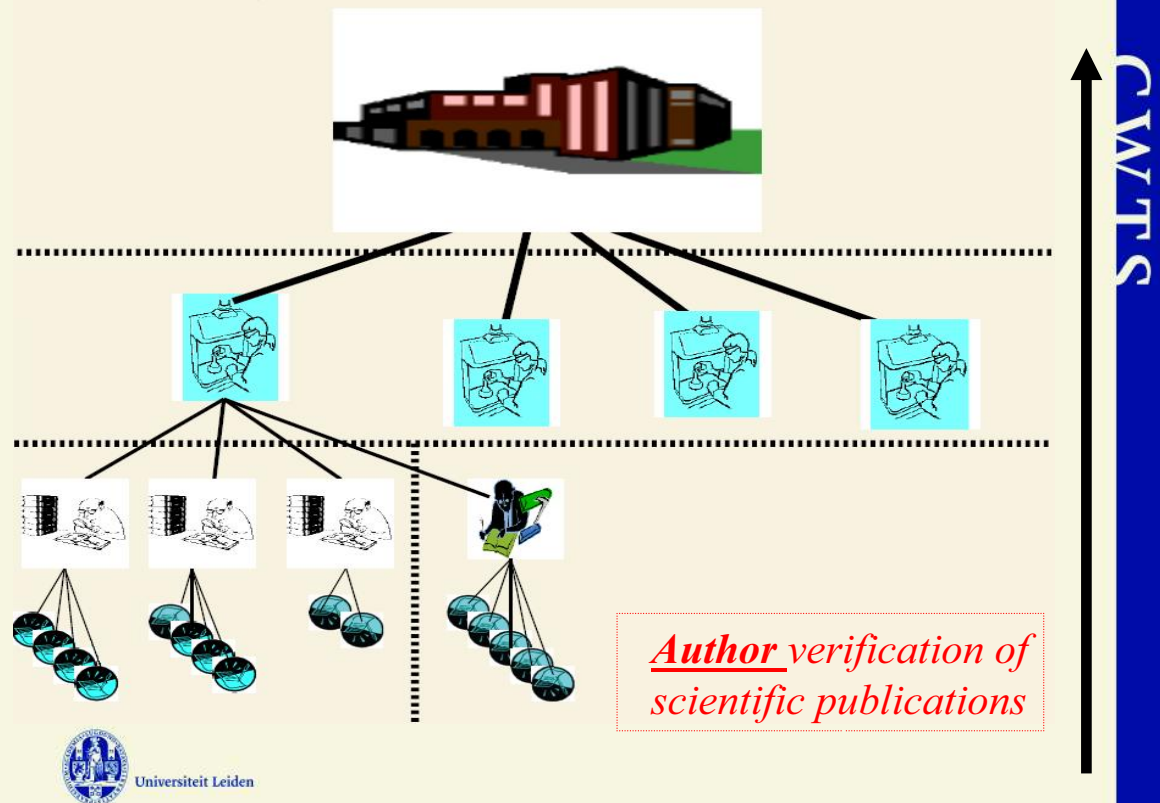 CWTS
Author verification of
scientific publications
Universiteit Leiden